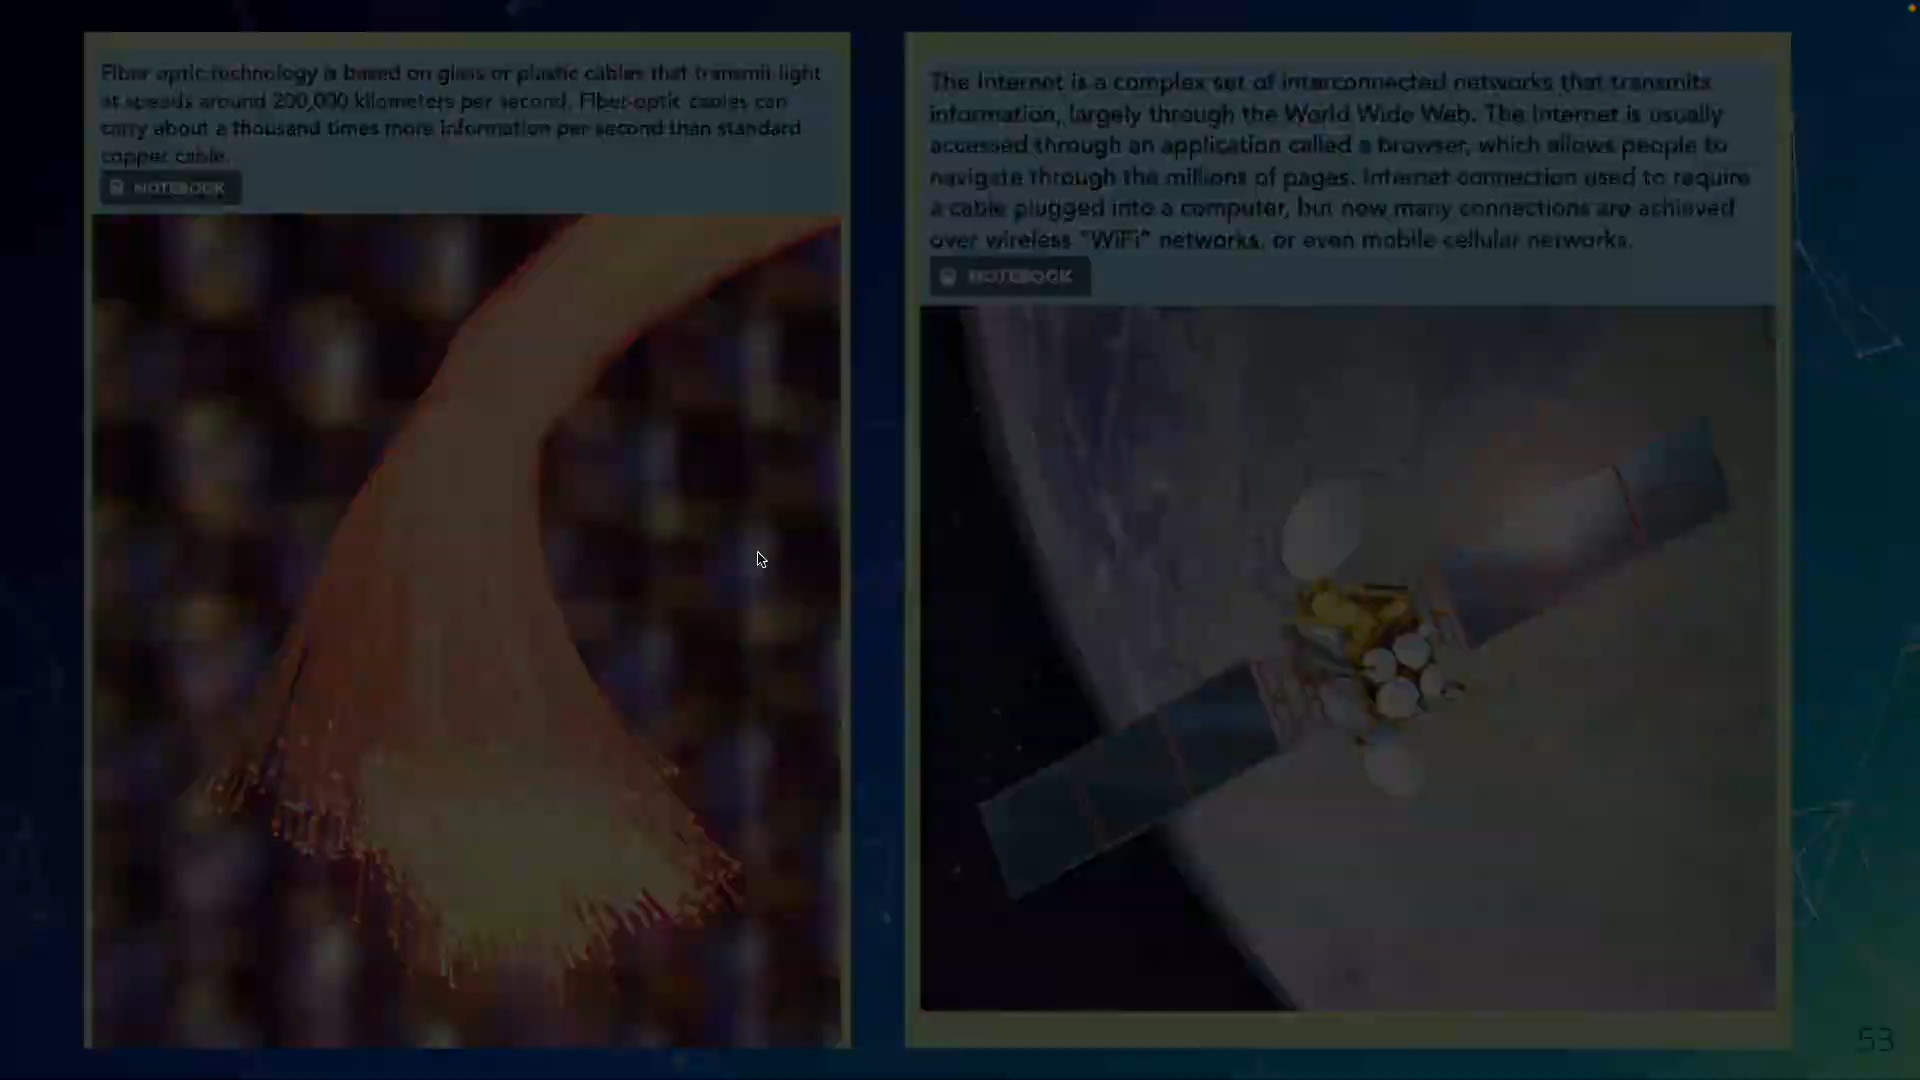 Fiber optic technology is based on glass or plastic cables that transmit light
at speeds around 200,000 kilometers per second. Fiber-optic cables can
carry about a thousand times more information per second than standard
copper cable.
NOTEBOOK
The Internet is a complex set of interconnected networks that transmits
information, largely through the World Wide Web. The Internet is usually
accessed through an application called a browser, which allows people to
navigate through the millions of pages. Internet connection used to require
a cable plugged into a computer, but now many connections are achieved
over wireless "WiFi" networks, or even mobile cellular networks.
NOTEBOOK
53